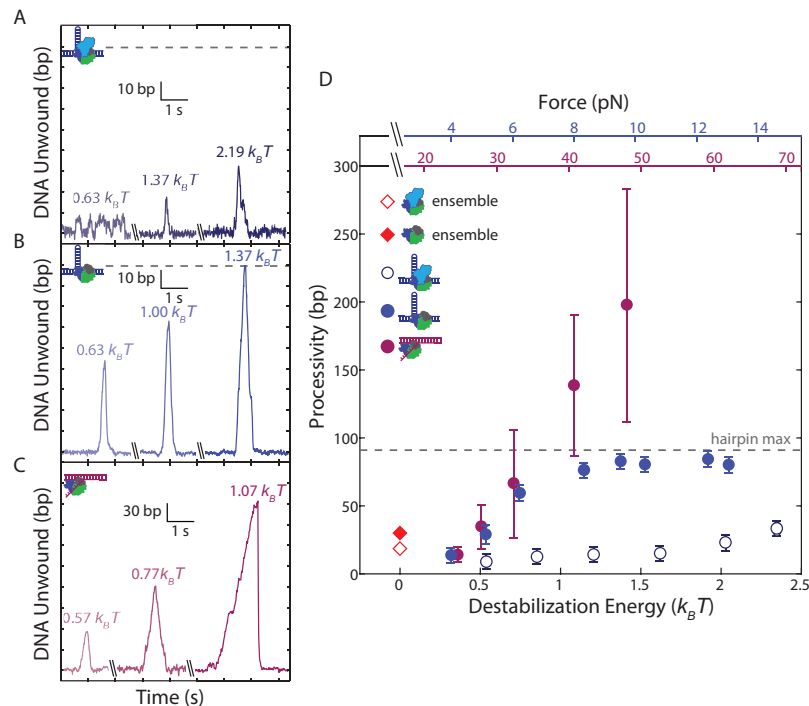 A
DNA Unwound (bp)
10 bp
1 s
0.63 kBT
1.37 kBT
2.19 kBT
B
DNA Unwound (bp)
10 bp
1 s
0.63 kBT
1.00 kBT
1.37 kBT
C
DNA Unwound (bp)
30 bp
1 s
0.57 kBT
0.77 kBT
1.07 kBT
Time (s)
D
Force (pN)
4 6 8 10 12 14
20 30 40 50 60 70
300
250
200
150
100
50
0
Processivity (bp)
ensemble
ensemble
hairpin max
0 0.5 1 1.5 2 2.5
Destabilization Energy (kBT)